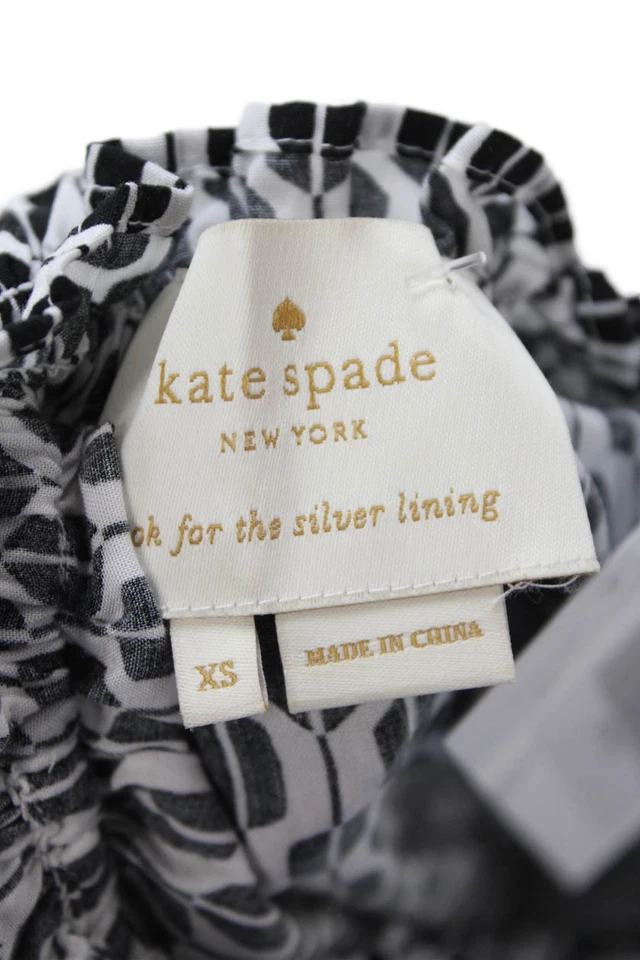 kate spade
NEW YORK
ok for the silver lining
XS
MADE IN CHINA